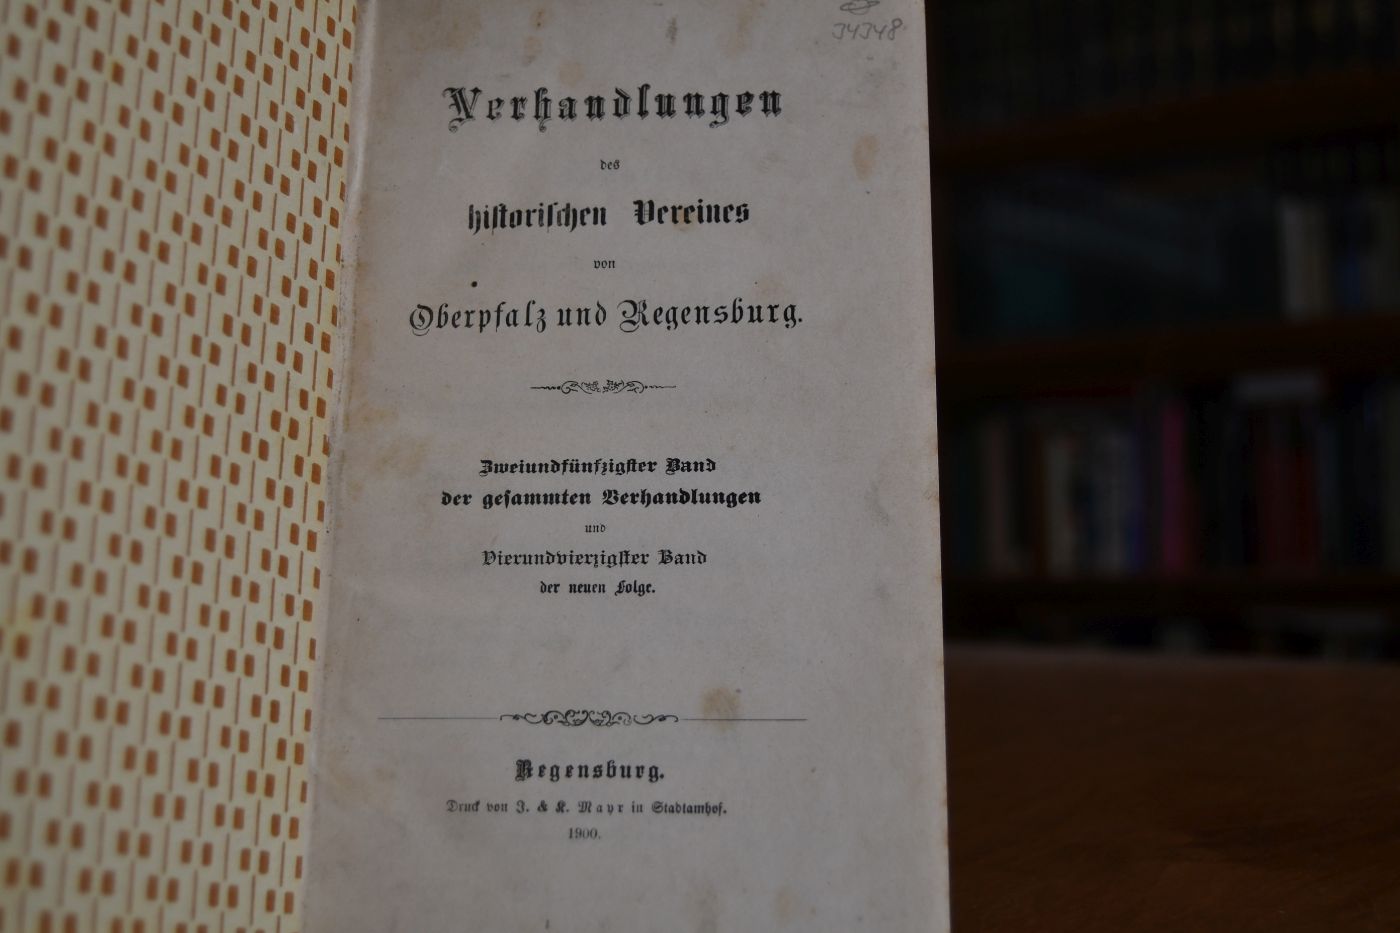 34348
Verhandlungen
des
historischen Vereines
von
Oberpfalz und Regensburg.
Zweiundfünfzigster Band
der gesammten Verhandlungen
und
Vierundvierzigster Band
der neuen Folge.
Regensburg.
Druck von J. & K. Mayr in Stadtamhof.
1900.